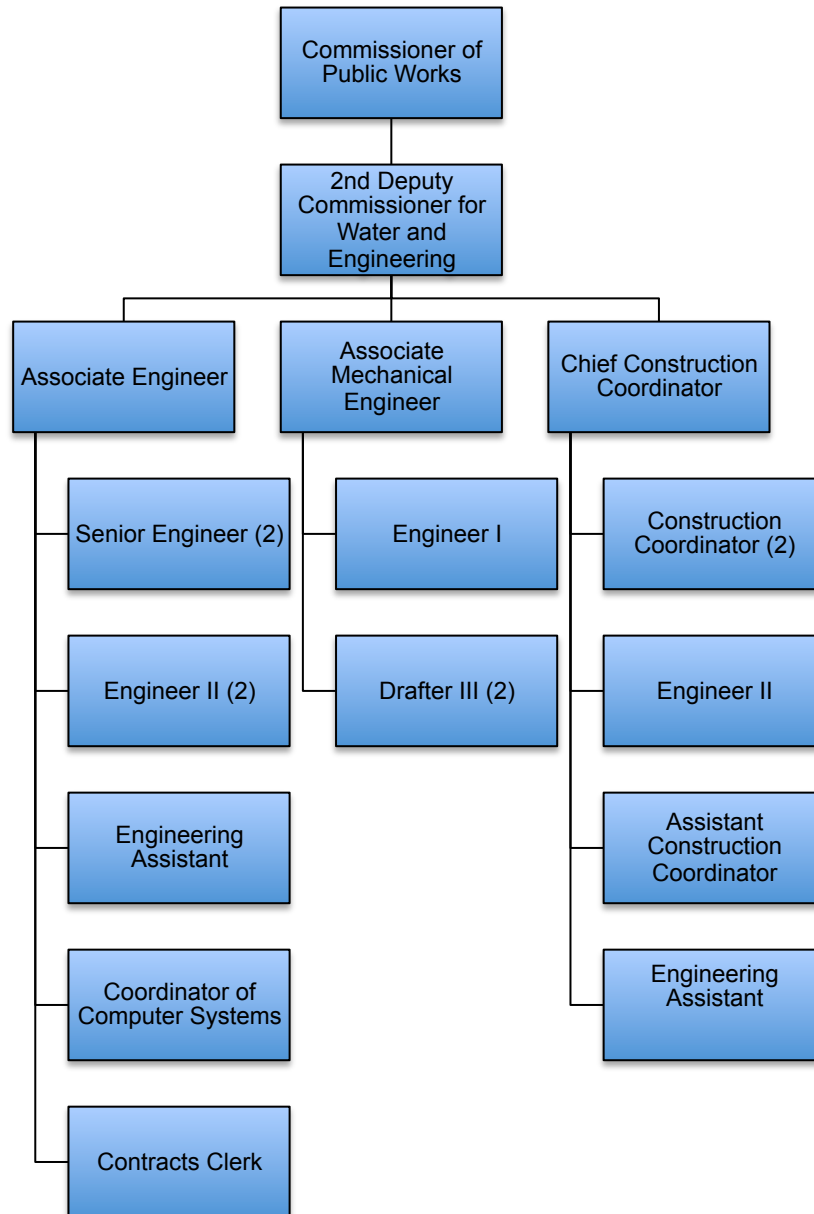 Commissioner of
Public Works
2nd Deputy
Commissioner for
Water and
Engineering
Associate Engineer
Associate
Mechanical
Engineer
Chief Construction
Coordinator
Senior Engineer (2)
Engineer I
Construction
Coordinator (2)
Engineer II (2)
Drafter III (2)
Engineer II
Engineering
Assistant
Assistant
Construction
Coordinator
Coordinator of
Computer Systems
Engineering
Assistant
Contracts Clerk